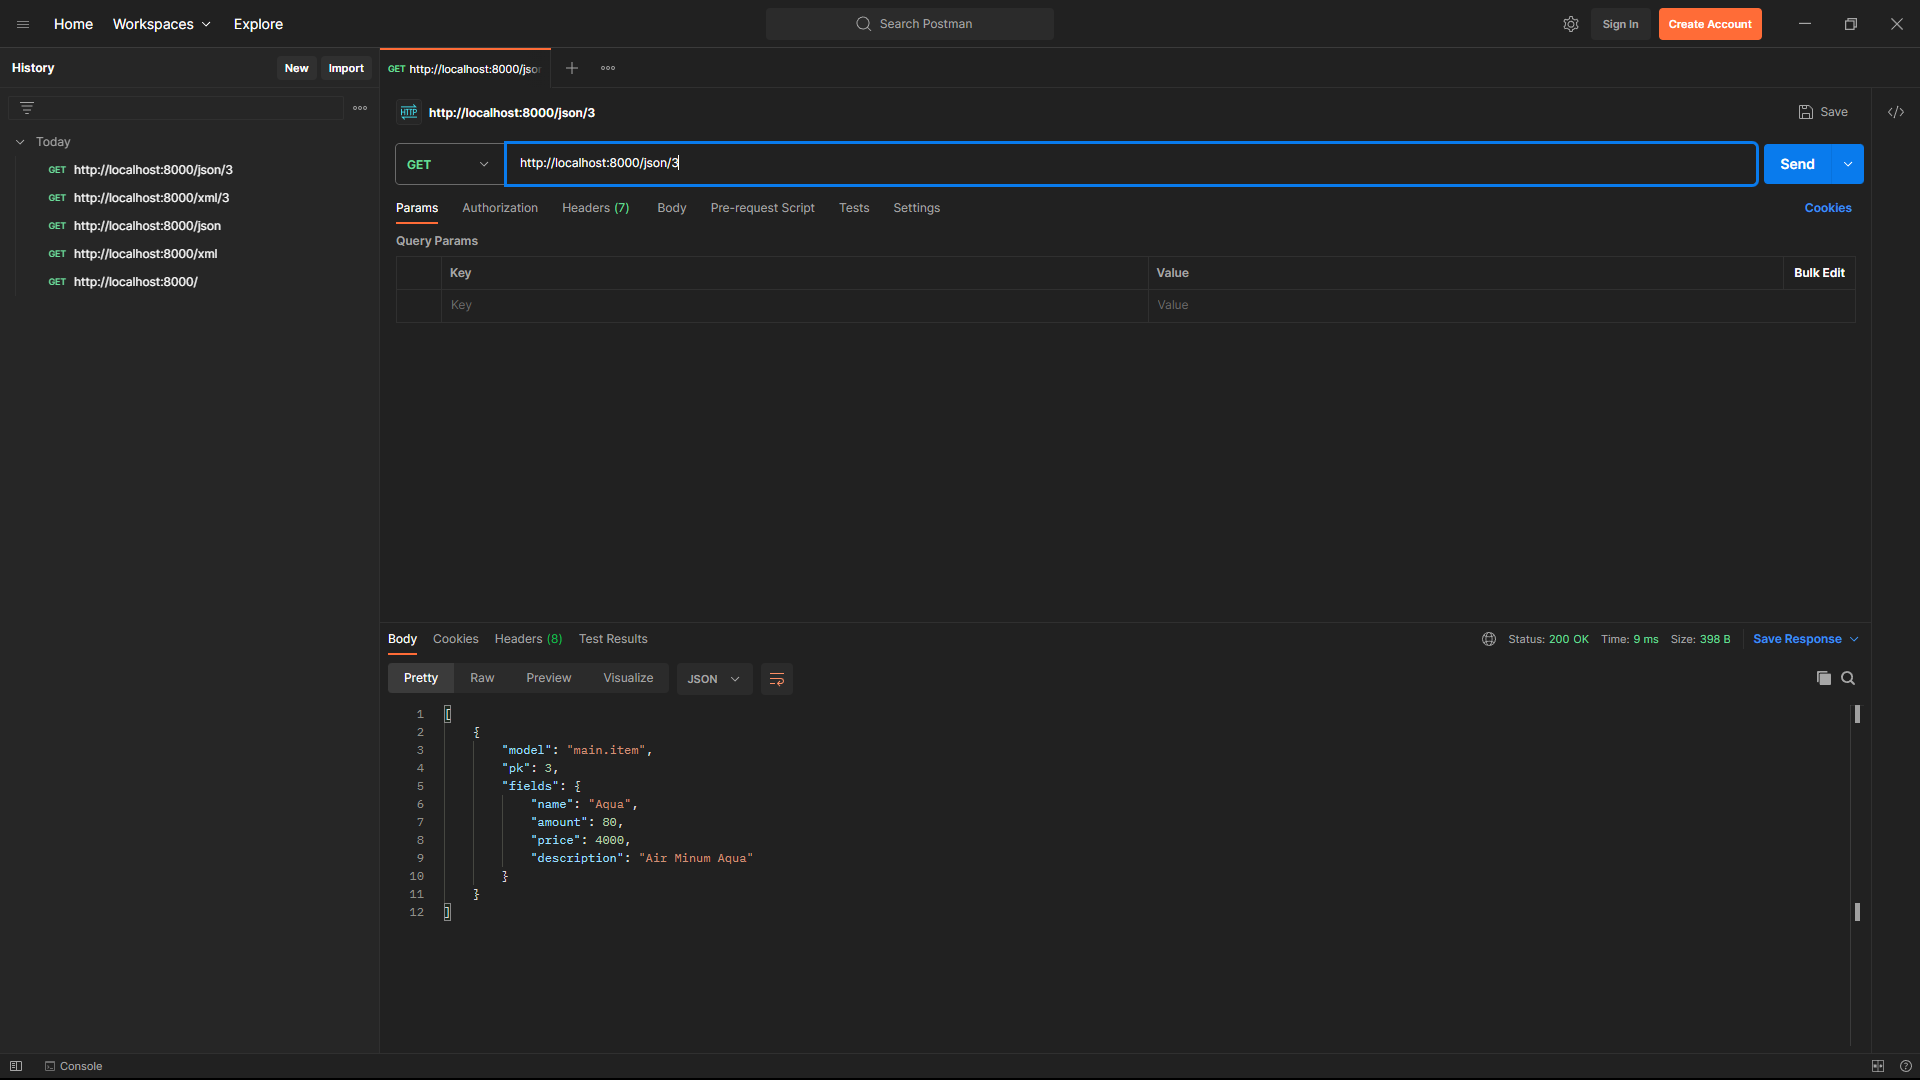 Home Workspaces Explore
Search Postman
Sign In Create Account
History New Import
GET http://localhost:8000/jso
HTTP http://localhost:8000/json/3
Save
Today
GET http://localhost:8000/json/3
GET http://localhost:8000/xml/3
GET http://localhost:8000/json
GET http://localhost:8000/xml
GET http://localhost:8000/
GET http://localhost:8000/json/3 Send
Params Authorization Headers (7) Body Pre-request Script Tests Settings Cookies
Query Params
Key Value Bulk Edit
Key Value
Body Cookies Headers (8) Test Results
Status: 200 OK Time: 9 ms Size: 398 B Save Response
Pretty Raw Preview Visualize JSON
1 [
2 {
3 "model": "main.item",
4 "pk": 3,
5 "fields": {
6 "name": "Aqua",
7 "amount": 80,
8 "price": 4000,
9 "description": "Air Minum Aqua"
10 }
11 }
12 ]
Console